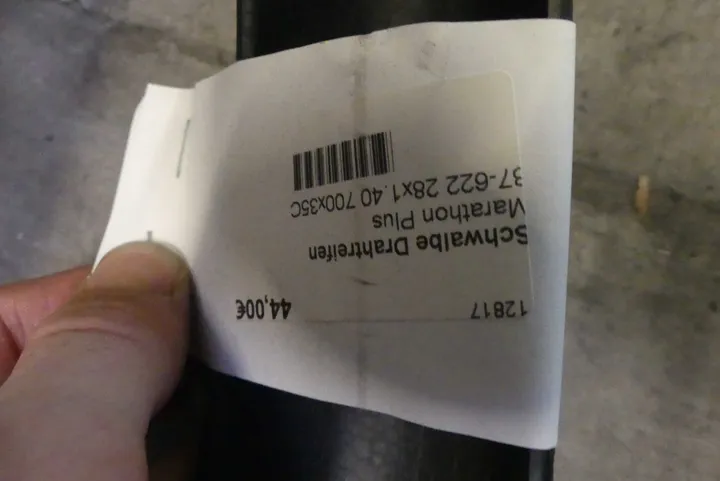 12817 44,00€
Schwalbe Drahtreifen
Marathon Plus
37-622 28x1.40 700x35C